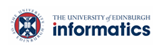 THE UNIVERSITY of EDINBURGH
informatics